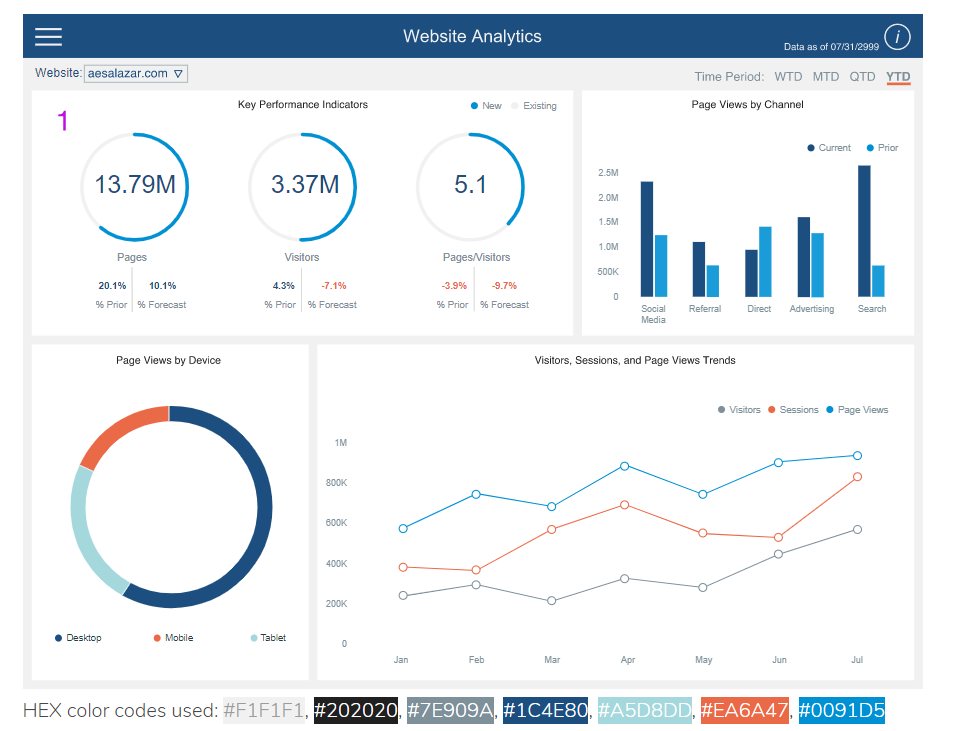 Website Analytics
Data as of 07/31/2999
i
Website: aesalazar.com
Time Period: WTD MTD QTD YTD
1
Key Performance Indicators
New Existing
13.79M
3.37M
5.1
Pages
Visitors
Pages/Visitors
20.1% 10.1%
% Prior % Forecast
4.3% -7.1%
% Prior % Forecast
-3.9% -9.7%
% Prior % Forecast
Page Views by Channel
Current Prior
2.5M
2.0M
1.5M
1.0M
500K
0
Social Media
Referral
Direct
Advertising
Search
Page Views by Device
Desktop Mobile Tablet
Visitors, Sessions, and Page Views Trends
Visitors Sessions Page Views
1M
800K
600K
400K
200K
0
Jan Feb Mar Apr May Jun Jul
HEX color codes used: #F1F1F1, #202020, #7E909A, #1C4E80, #A5D8DD, #EA6A47, #0091D5